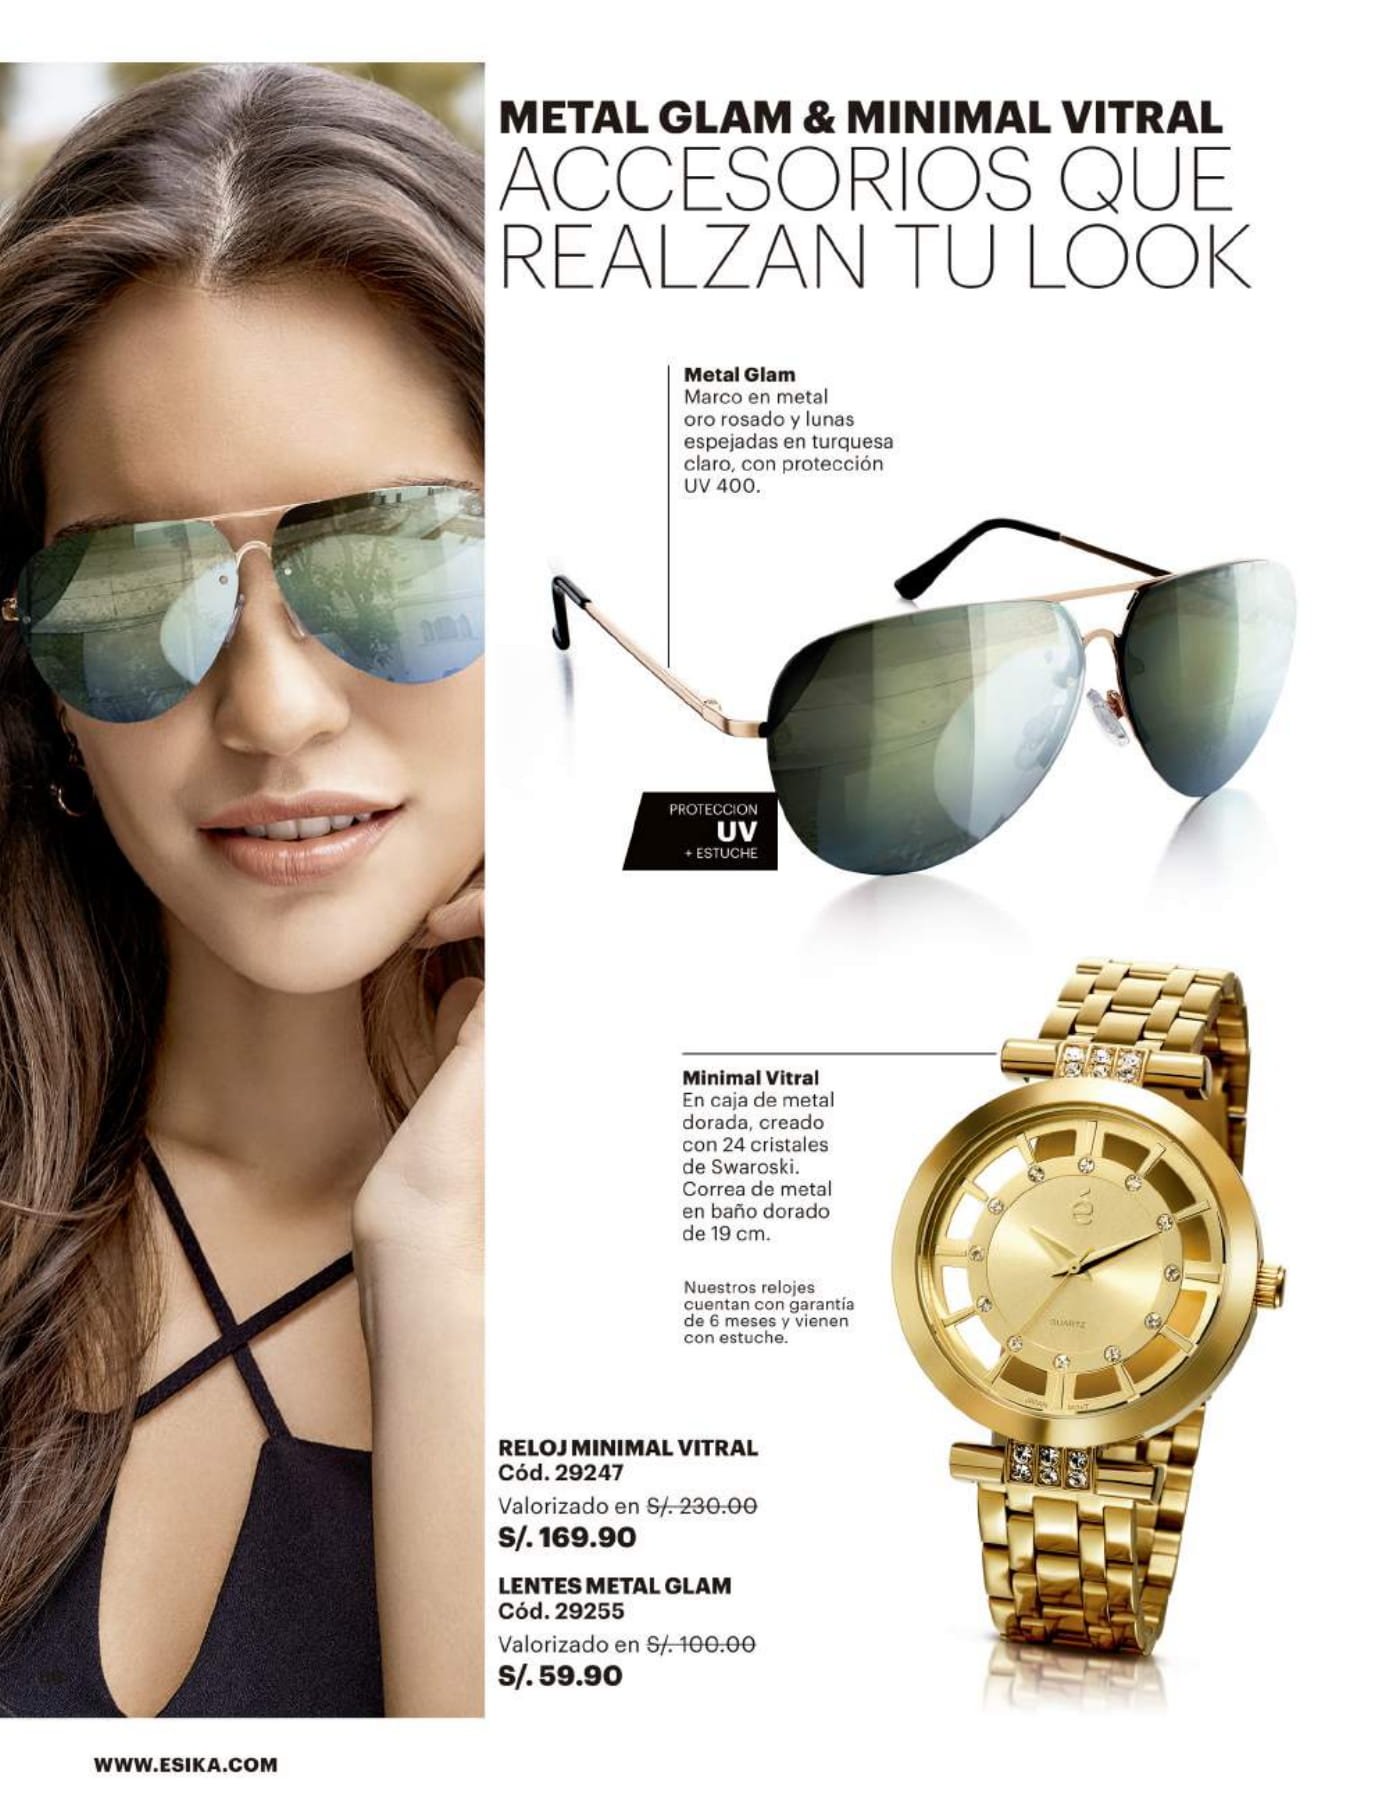 METAL GLAM & MINIMAL VITRAL
ACCESORIOS QUE
REALZAN TU LOOK
Metal Glam
Marco en metal
oro rosado y lunas
espejadas en turquesa
claro, con protección
UV 400.
PROTECCION
UV
+ ESTUCHE
Minimal Vitral
En caja de metal
dorada, creado
con 24 cristales
de Swaroski.
Correa de metal
en baño dorado
de 19 cm.
Nuestros relojes
cuentan con garantía
de 6 meses y vienen
con estuche.
é
QUARTZ
JAPAN MOVT
RELOJ MINIMAL VITRAL
Cód. 29247
Valorizado en S/. 230.00
S/. 169.90
LENTES METAL GLAM
Cód. 29255
Valorizado en S/. 100.00
S/. 59.90
WWW.ESIKA.COM